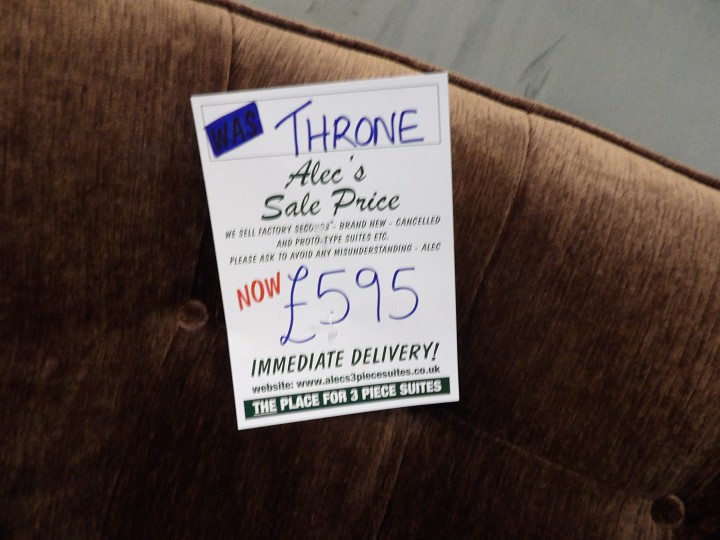 WAS THRONE
Alec's
Sale Price
WE SELL FACTORY SECONDS - BRAND NEW - CANCELLED
AND PROTO-TYPE SUITES ETC.
PLEASE ASK TO AVOID ANY MISUNDERSTANDING - ALEC
NOW £595
IMMEDIATE DELIVERY!
website: www.alecs3piecesuites.co.uk
THE PLACE FOR 3 PIECE SUITES